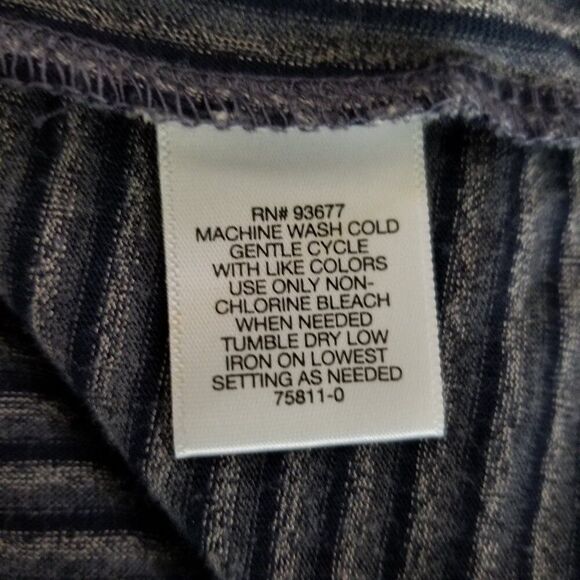 RN# 93677
MACHINE WASH COLD
GENTLE CYCLE
WITH LIKE COLORS
USE ONLY NON-
CHLORINE BLEACH
WHEN NEEDED
TUMBLE DRY LOW
IRON ON LOWEST
SETTING AS NEEDED
75811-0